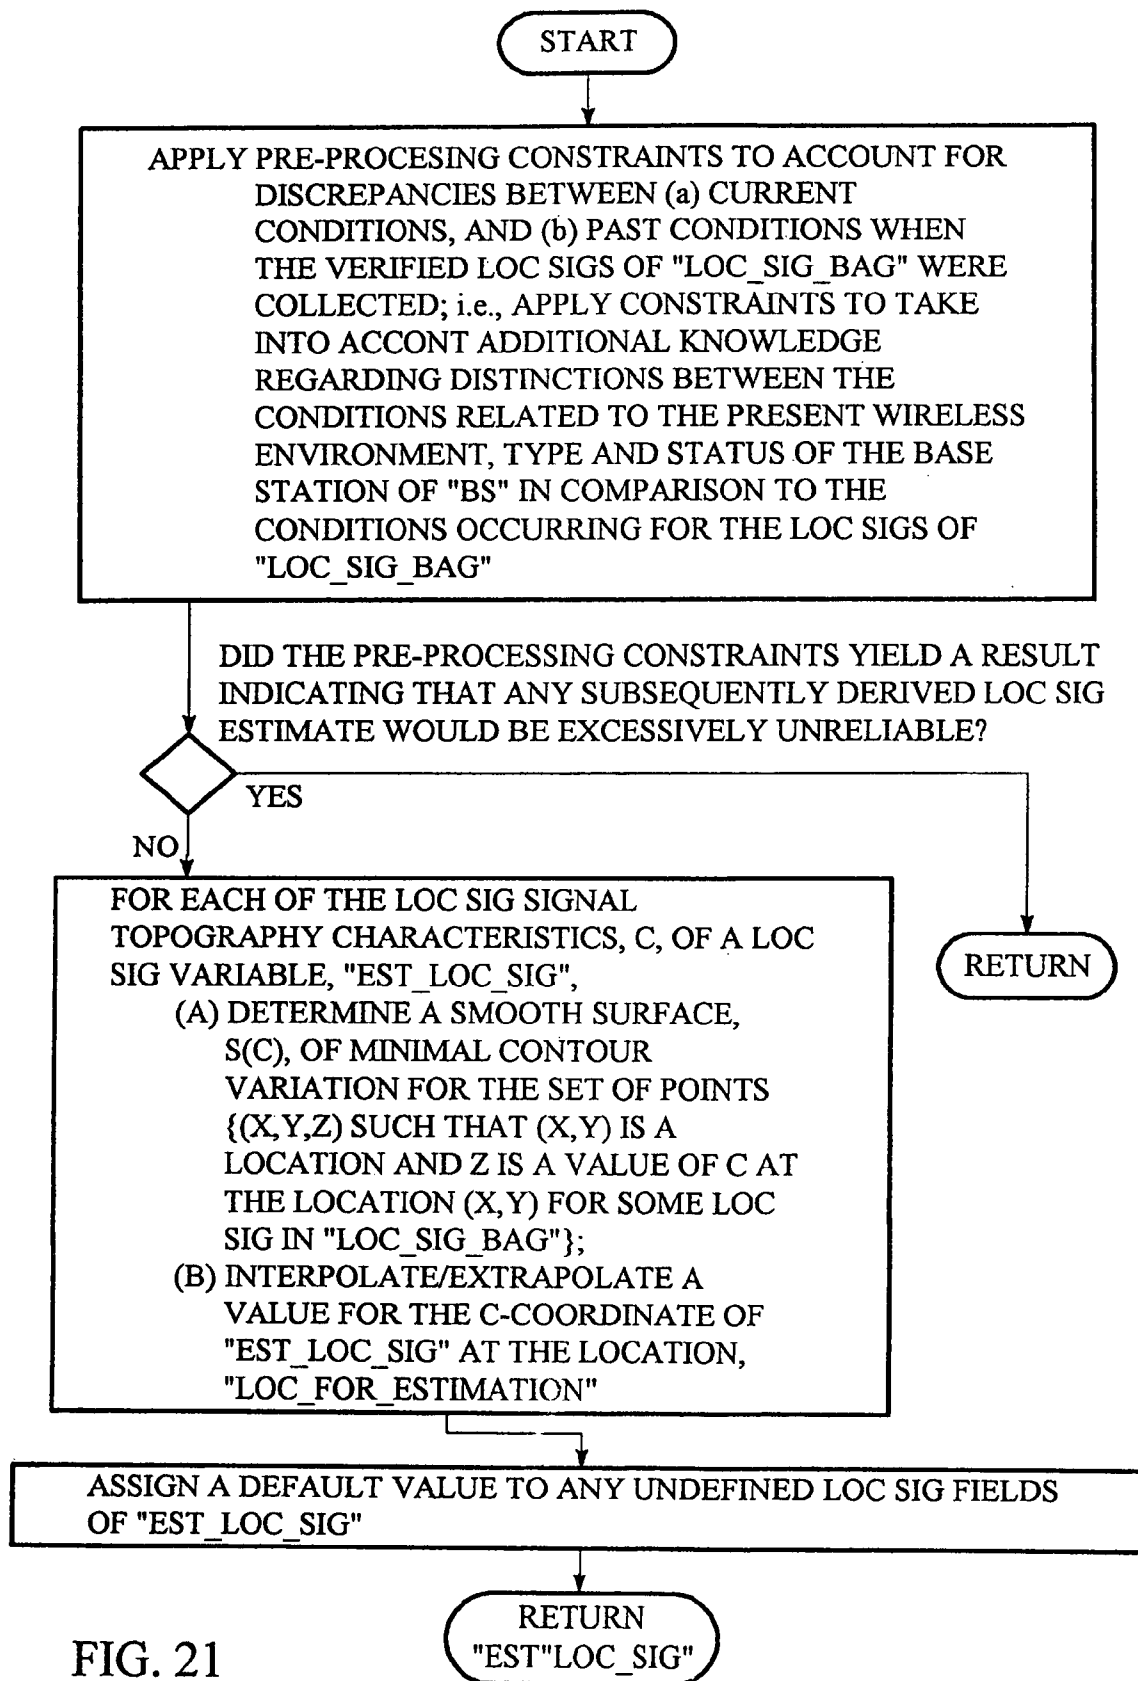 START
APPLY PRE-PROCESING CONSTRAINTS TO ACCOUNT FOR
DISCREPANCIES BETWEEN (a) CURRENT
CONDITIONS, AND (b) PAST CONDITIONS WHEN
THE VERIFIED LOC SIGS OF "LOC_SIG_BAG" WERE
COLLECTED; i.e., APPLY CONSTRAINTS TO TAKE
INTO ACCONT ADDITIONAL KNOWLEDGE
REGARDING DISTINCTIONS BETWEEN THE
CONDITIONS RELATED TO THE PRESENT WIRELESS
ENVIRONMENT, TYPE AND STATUS OF THE BASE
STATION OF "BS" IN COMPARISON TO THE
CONDITIONS OCCURRING FOR THE LOC SIGS OF
"LOC_SIG_BAG"
DID THE PRE-PROCESSING CONSTRAINTS YIELD A RESULT
INDICATING THAT ANY SUBSEQUENTLY DERIVED LOC SIG
ESTIMATE WOULD BE EXCESSIVELY UNRELIABLE?
YES
NO
FOR EACH OF THE LOC SIG SIGNAL
TOPOGRAPHY CHARACTERISTICS, C, OF A LOC
SIG VARIABLE, "EST_LOC_SIG",
(A) DETERMINE A SMOOTH SURFACE,
S(C), OF MINIMAL CONTOUR
VARIATION FOR THE SET OF POINTS
{(X,Y,Z) SUCH THAT (X,Y) IS A
LOCATION AND Z IS A VALUE OF C AT
THE LOCATION (X,Y) FOR SOME LOC
SIG IN "LOC_SIG_BAG"};
(B) INTERPOLATE/EXTRAPOLATE A
VALUE FOR THE C-COORDINATE OF
"EST_LOC_SIG" AT THE LOCATION,
"LOC_FOR_ESTIMATION"
RETURN
ASSIGN A DEFAULT VALUE TO ANY UNDEFINED LOC SIG FIELDS
OF "EST_LOC_SIG"
RETURN
"EST"LOC_SIG"
FIG. 21